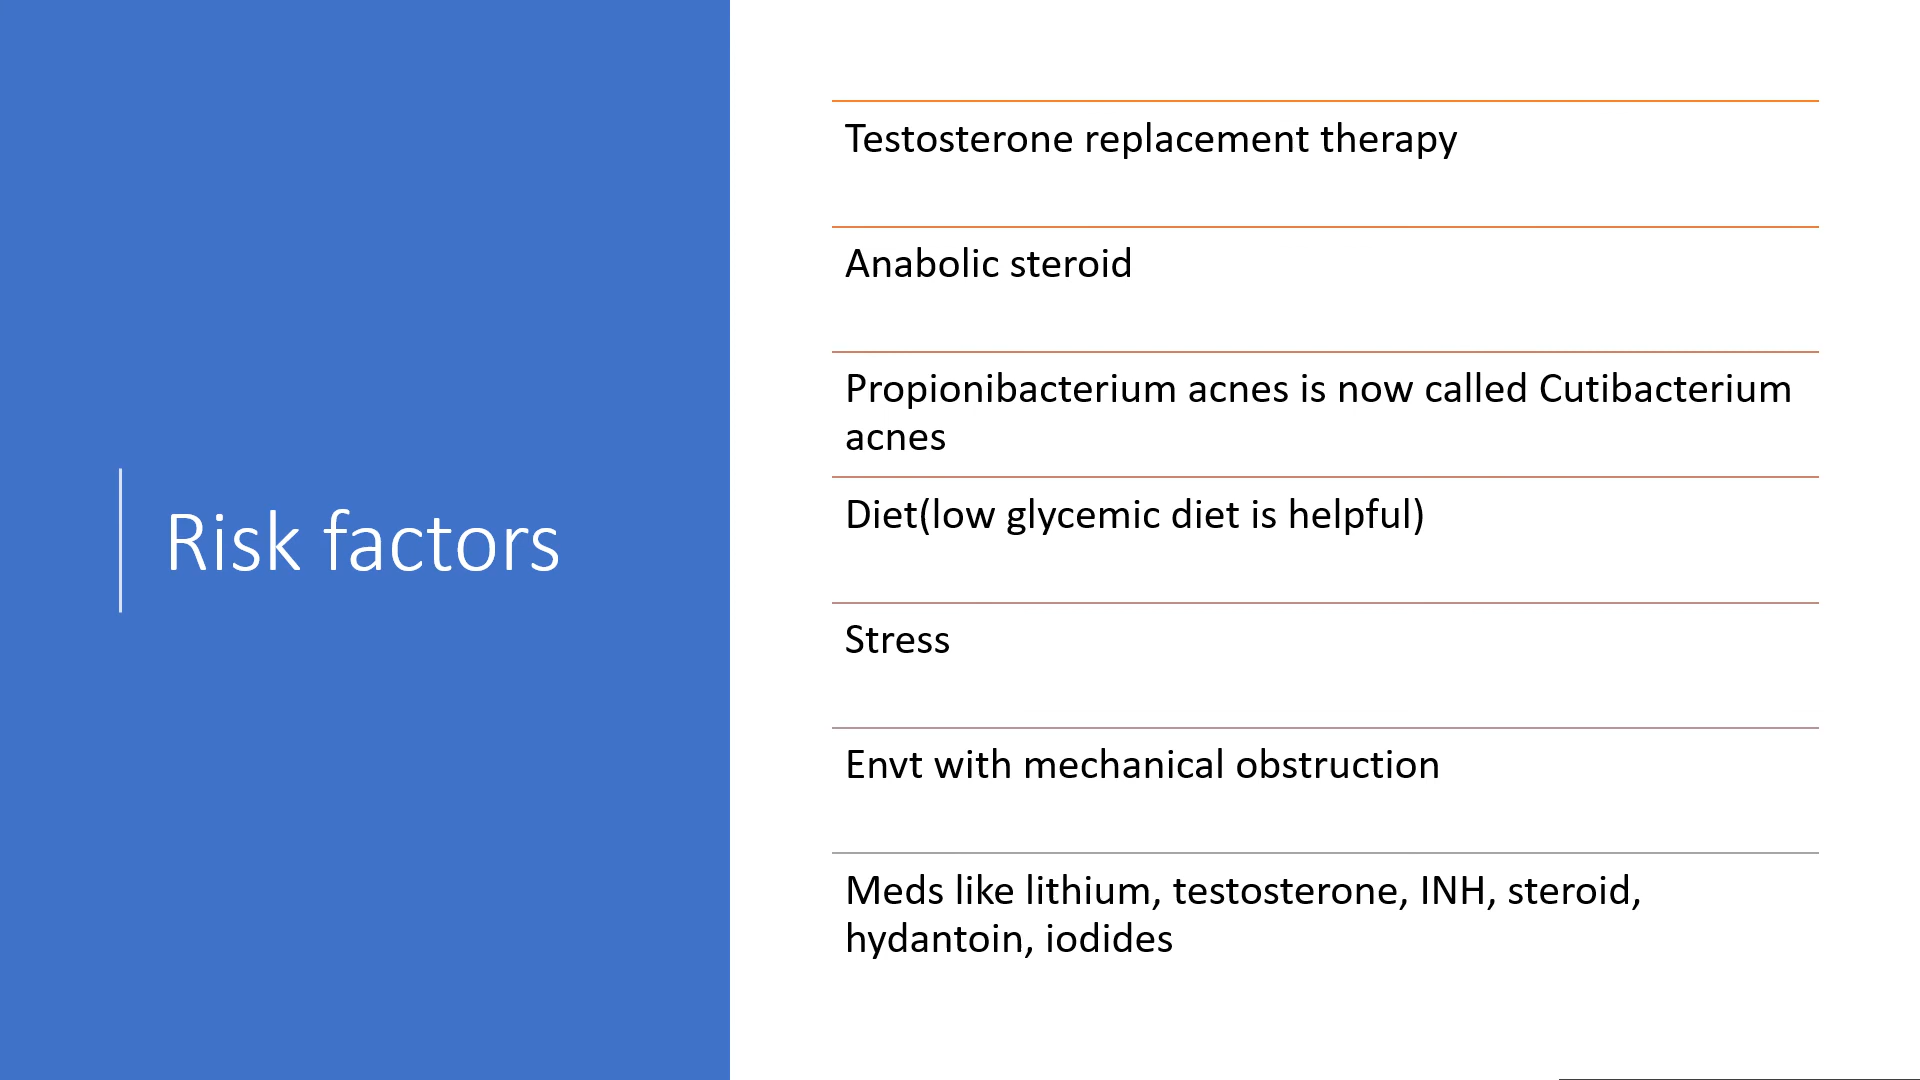 Risk factors
Testosterone replacement therapy
Anabolic steroid
Propionibacterium acnes is now called Cutibacterium
acnes
Diet(low glycemic diet is helpful)
Stress
Envt with mechanical obstruction
Meds like lithium, testosterone, INH, steroid,
hydantoin, iodides